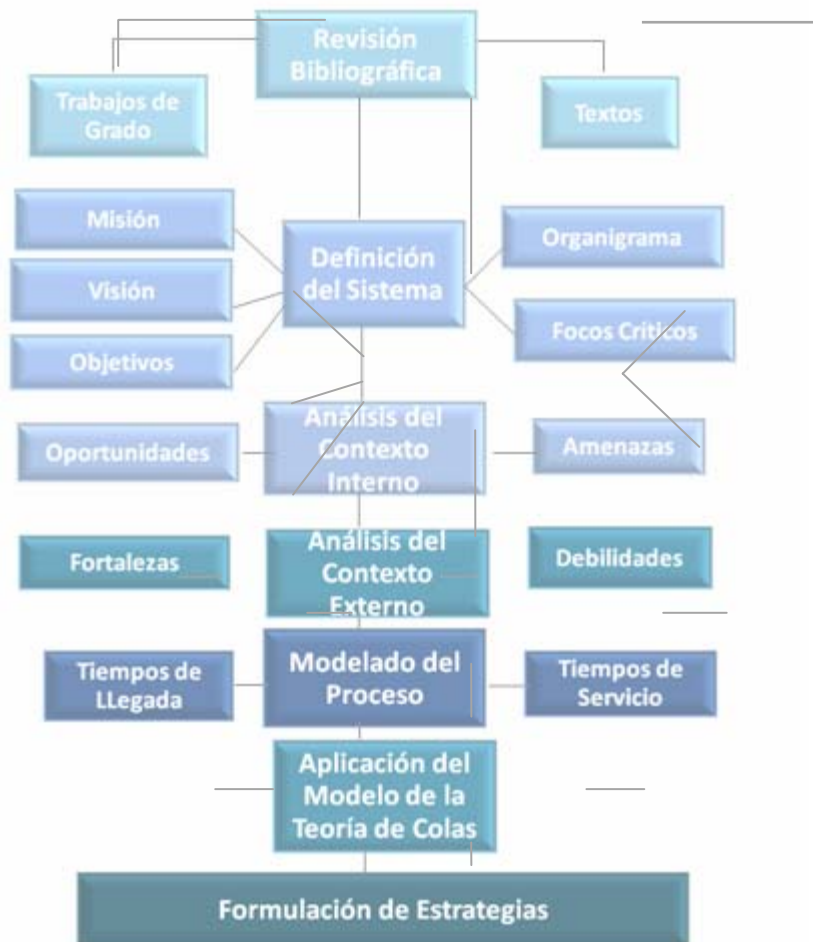 Revisión
Bibliográfica
Trabajos de
Grado
Textos
Misión
Visión
Objetivos
Definición
del Sistema
Organigrama
Focos Críticos
Oportunidades
Análisis del
Contexto
Interno
Amenazas
Fortalezas
Análisis del
Contexto
Externo
Debilidades
Tiempos de
LLegada
Modelado del
Proceso
Tiempos de
Servicio
Aplicación del
Modelo de la
Teoría de Colas
Formulación de Estrategias